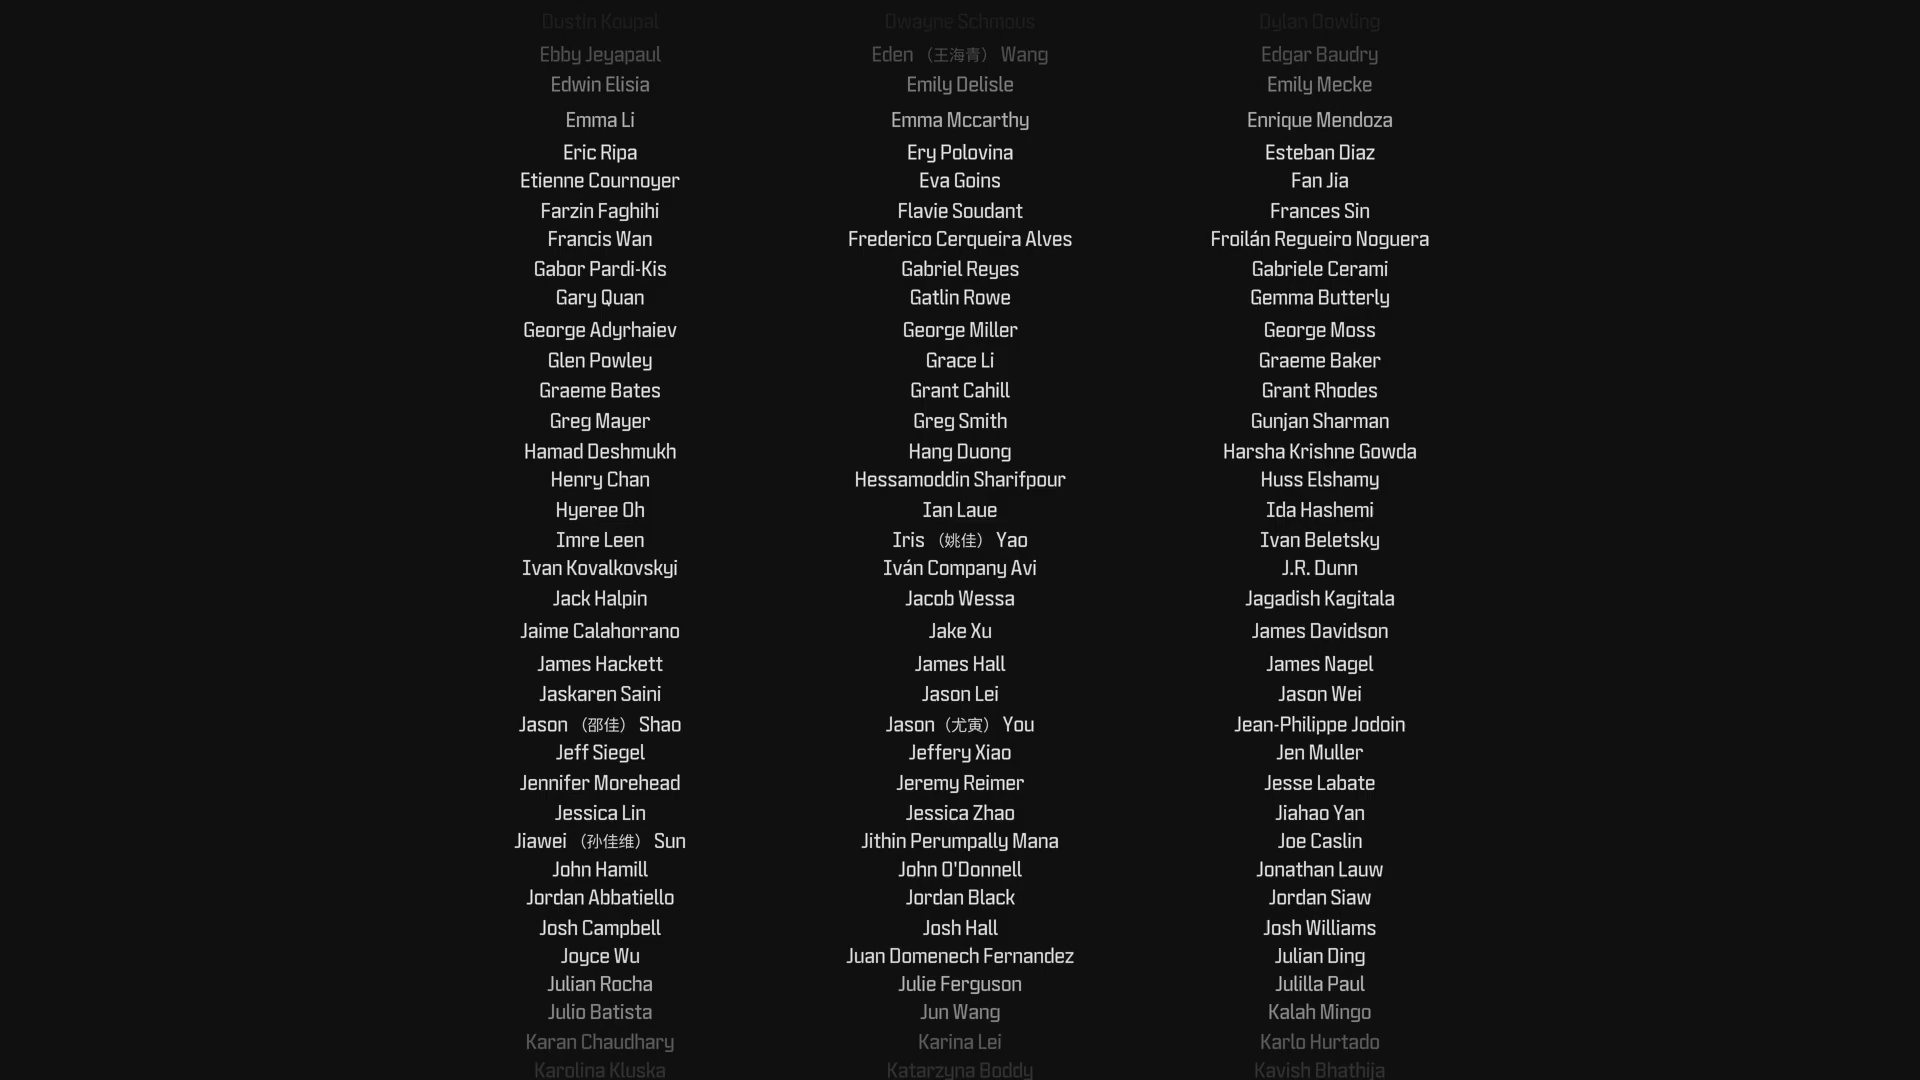 Dustin Koupal Dwayne Schmous Dylan Dowling
Ebby Jeyapaul Eden （王海青） Wang Edgar Baudry
Edwin Elisia Emily Delisle Emily Mecke
Emma Li Emma Mccarthy Enrique Mendoza
Eric Ripa Ery Polovina Esteban Diaz
Etienne Cournoyer Eva Goins Fan Jia
Farzin Faghihi Flavie Soudant Frances Sin
Francis Wan Frederico Cerqueira Alves Froilán Regueiro Noguera
Gabor Pardi-Kis Gabriel Reyes Gabriele Cerami
Gary Quan Gatlin Rowe Gemma Butterly
George Adyrhaiev George Miller George Moss
Glen Powley Grace Li Graeme Baker
Graeme Bates Grant Cahill Grant Rhodes
Greg Mayer Greg Smith Gunjan Sharman
Hamad Deshmukh Hang Duong Harsha Krishne Gowda
Henry Chan Hessamoddin Sharifpour Huss Elshamy
Hyeree Oh Ian Laue Ida Hashemi
Imre Leen Iris （姚佳） Yao Ivan Beletsky
Ivan Kovalkovskyi Iván Company Avi J.R. Dunn
Jack Halpin Jacob Wessa Jagadish Kagitala
Jaime Calahorrano Jake Xu James Davidson
James Hackett James Hall James Nagel
Jaskaren Saini Jason Lei Jason Wei
Jason （邵佳） Shao Jason（尤寅） You Jean-Philippe Jodoin
Jeff Siegel Jeffery Xiao Jen Muller
Jennifer Morehead Jeremy Reimer Jesse Labate
Jessica Lin Jessica Zhao Jiahao Yan
Jiawei （孙佳维） Sun Jithin Perumpally Mana Joe Caslin
John Hamill John O'Donnell Jonathan Lauw
Jordan Abbatiello Jordan Black Jordan Siaw
Josh Campbell Josh Hall Josh Williams
Joyce Wu Juan Domenech Fernandez Julian Ding
Julian Rocha Julie Ferguson Julilla Paul
Julio Batista Jun Wang Kalah Mingo
Karan Chaudhary Karina Lei Karlo Hurtado
Karolina Kluska Katarzyna Boddy Kavish Bhathija